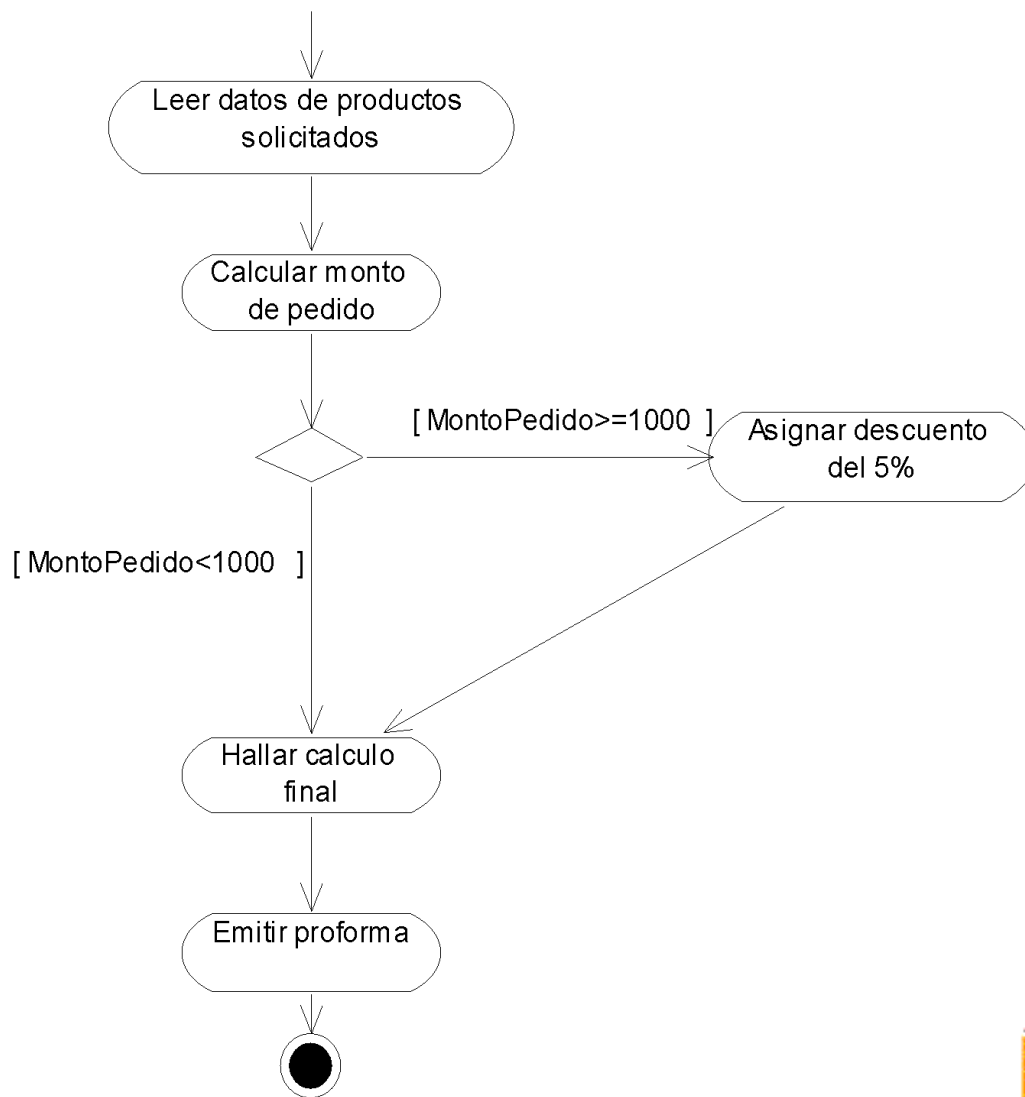 Leer datos de productos
solicitados
Calcular monto
de pedido
[ MontoPedido>=1000 ]
Asignar descuento
del 5%
[ MontoPedido<1000 ]
Hallar calculo
final
Emitir proforma